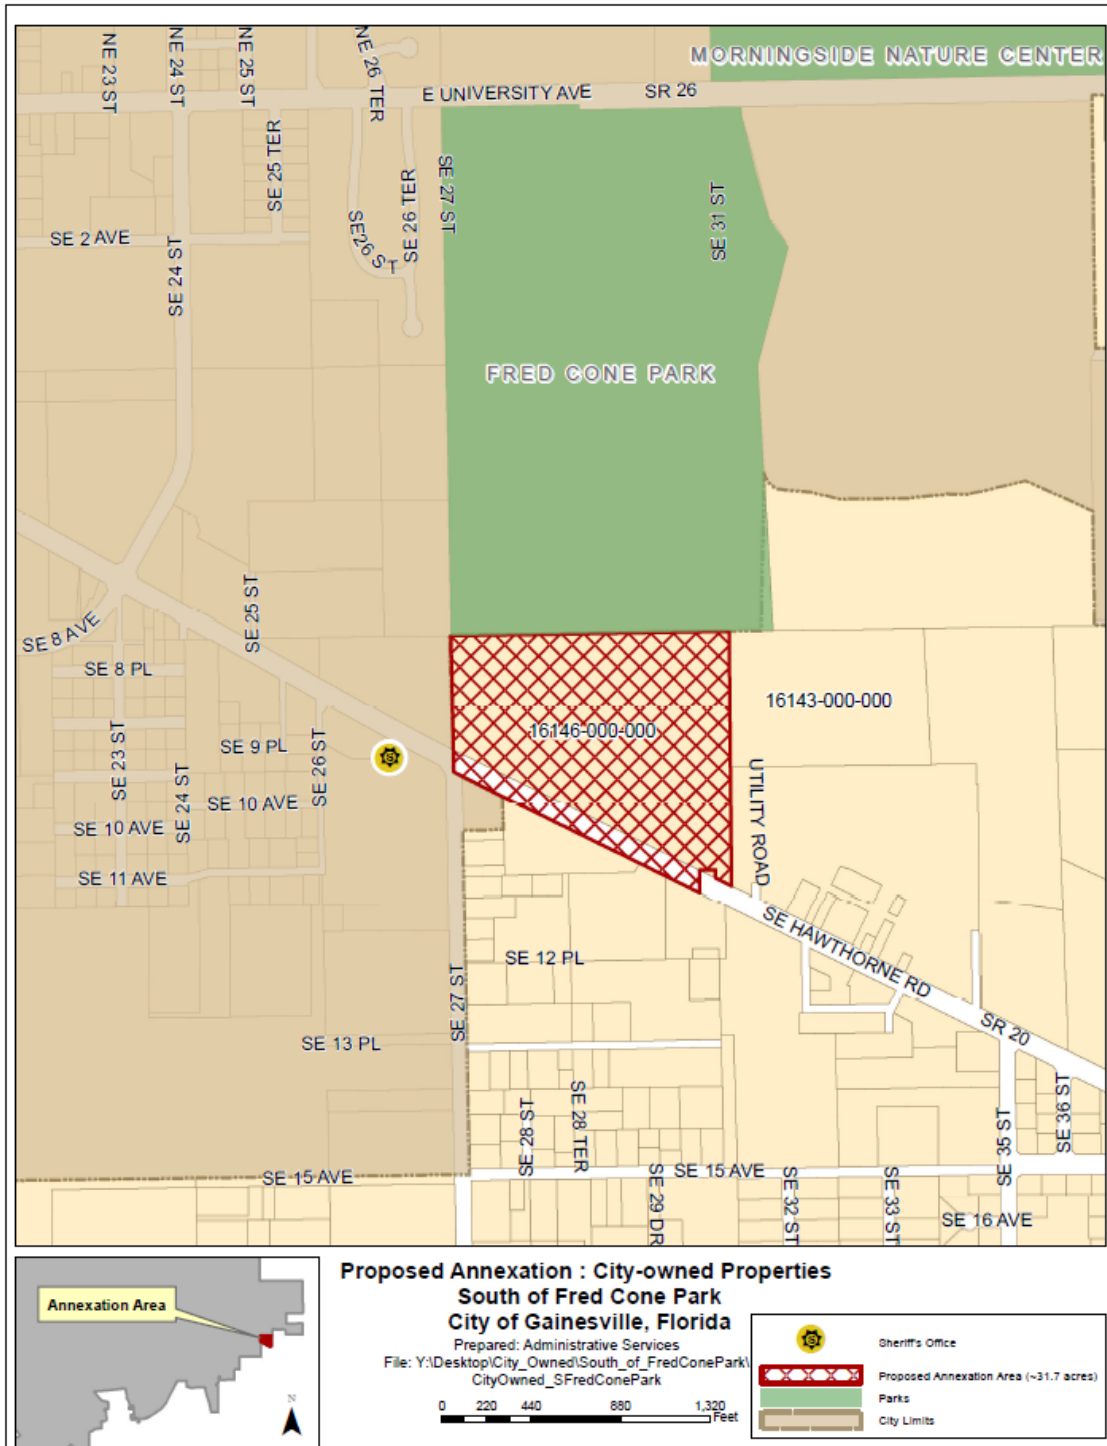 MORNINGSIDE NATURE CENTER
NE 23 ST
NE 24 ST
NE 25 ST
NE 26 TER
E UNIVERSITY AVE
SR 26
SE 25 TER
SE 26 TER
SE 27 ST
SE 31 ST
SE 2 AVE
SE26 ST
SE 24 ST
FRED CONE PARK
SE 25 ST
SE 8 AVE
SE 8 PL
16143-000-000
16146-000-000
SE 9 PL
SE 23 ST
SE 24 ST
SE 26 ST
S
UTILITY ROAD
SE 10 AVE
SE 10 AVE
SE 11 AVE
SE HAWTHORNE RD
SE 12 PL
SE 27 ST
SR 20
SE 13 PL
SE 28 ST
SE 28 TER
SE 35 ST
SE 36 ST
SE 15 AVE
SE 15 AVE
SE 29 DR
SE 32 ST
SE 33 ST
SE 16 AVE
Annexation Area
N
Proposed Annexation : City-owned Properties
South of Fred Cone Park
City of Gainesville, Florida
Prepared: Administrative Services
File: Y:\Desktop\City_Owned\South_of_FredConePark\
CityOwned_SFredConePark
0 220 440 880 1,320
Feet
S
Sheriff's Office
Proposed Annexation Area (~31.7 acres)
Parks
City Limits